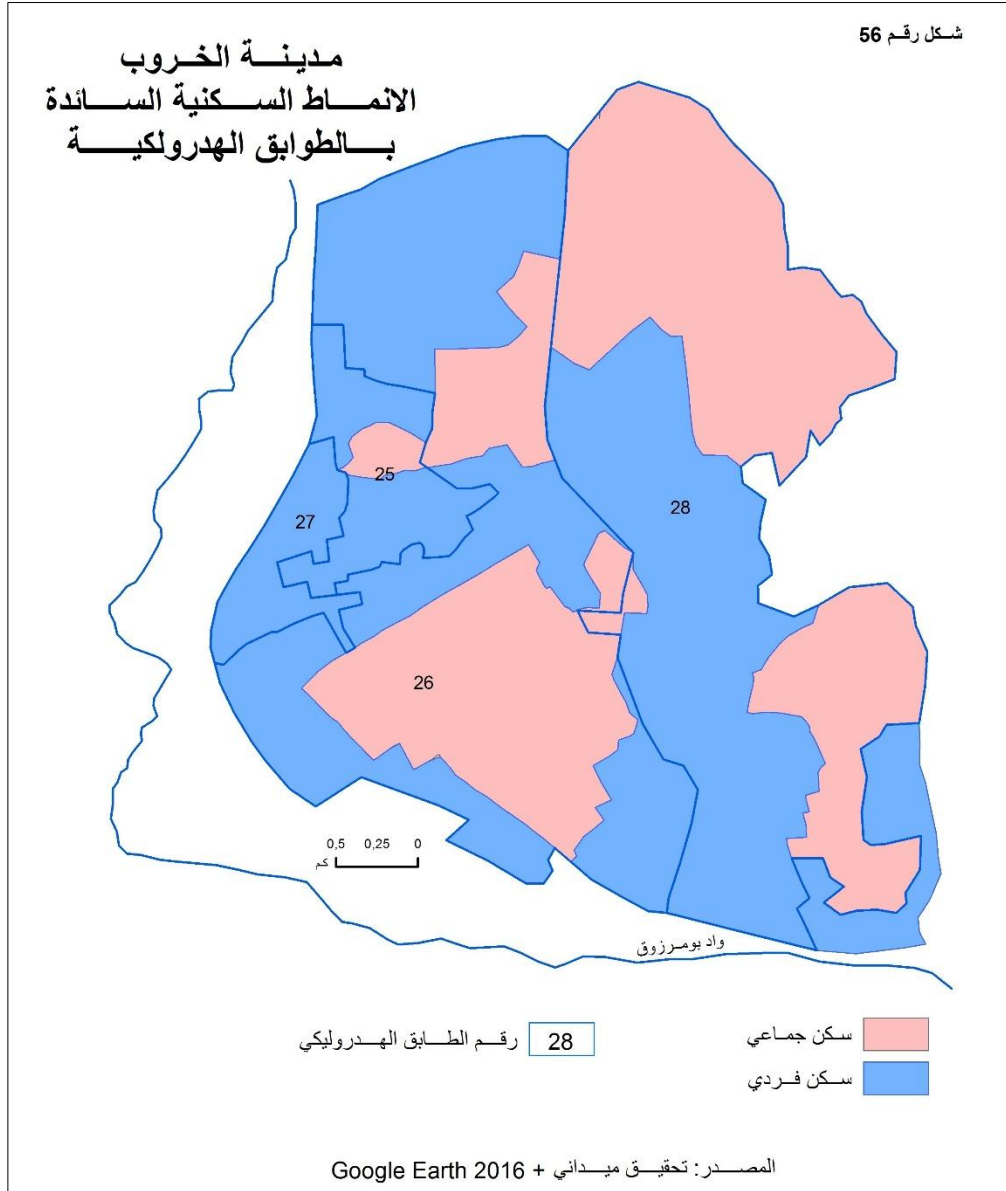 شكل رقم 56
مدينة الخروب
الانماط السكنية السائدة
بالطوابق الهدرولكية
28
25
27
26
0,5 0,25 0
كم
واد بومرزوق
سكن جماعي
سكن فردي
28 رقم الطابق الهدروليكي
المصدر: تحقيق ميداني + Google Earth 2016